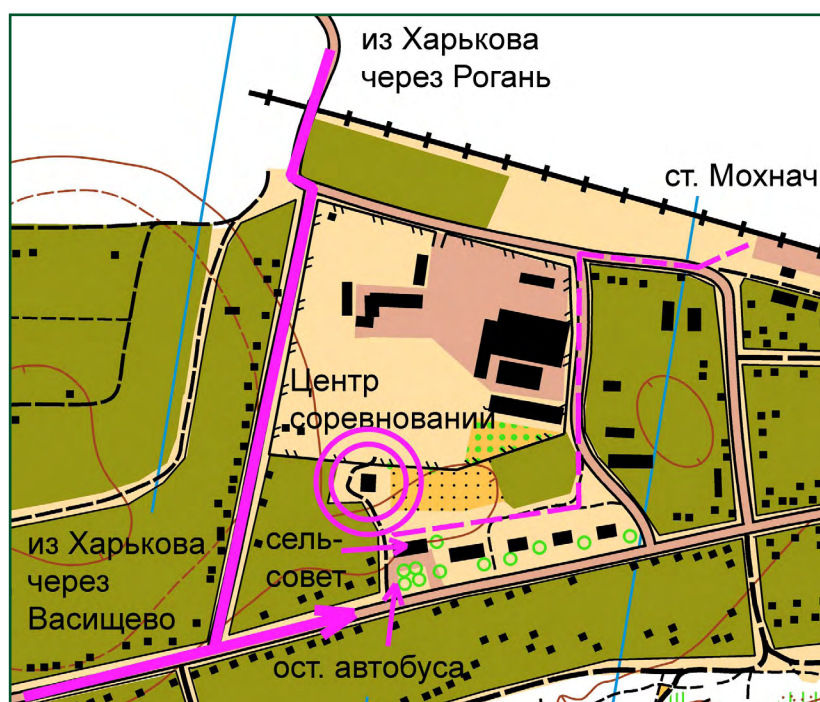 из Харькова
через Рогань
ст. Мохнач
Центр
соревнований
сель-
совет
из Харькова
через
Васищево
ост. автобуса